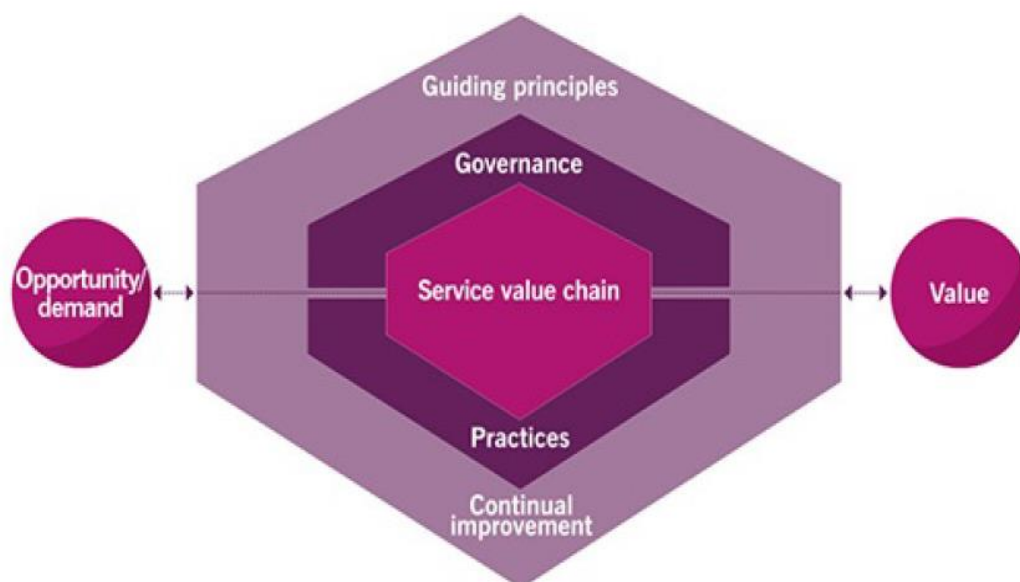 Guiding principles
Governance
Opportunity/
demand
Service value chain
Value
Practices
Continual
improvement